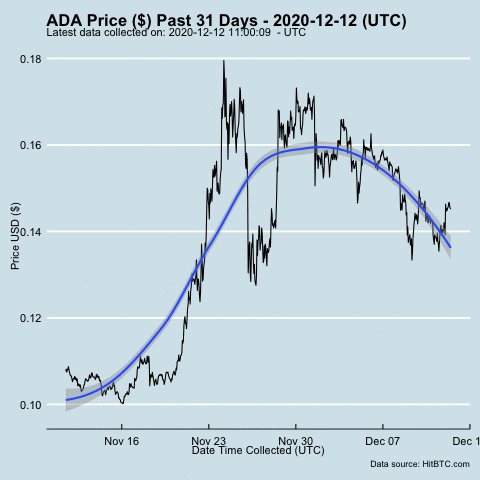 ADA Price ($) Past 31 Days - 2020-12-12 (UTC)
Latest data collected on: 2020-12-12 11:00:09 - UTC
0.18
0.16
0.14
0.12
0.10
Price USD ($)
Nov 16 Nov 23 Nov 30 Dec 07 Dec 1
Date Time Collected (UTC)
Data source: HitBTC.com